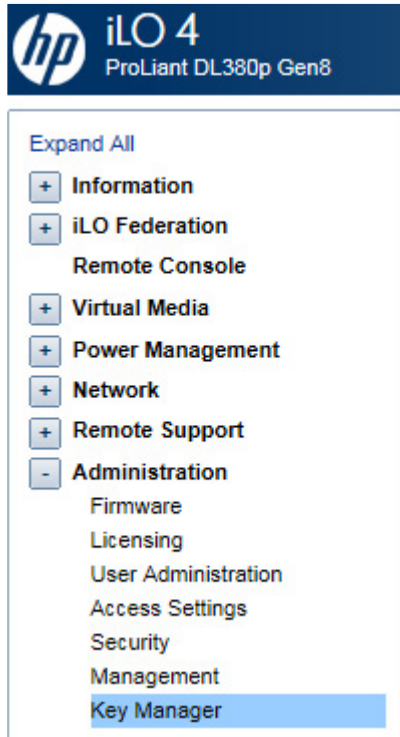 hp
iLO 4
ProLiant DL380p Gen8
Expand All
+ Information
+ iLO Federation
Remote Console
+ Virtual Media
+ Power Management
+ Network
+ Remote Support
- Administration
Firmware
Licensing
User Administration
Access Settings
Security
Management
Key Manager